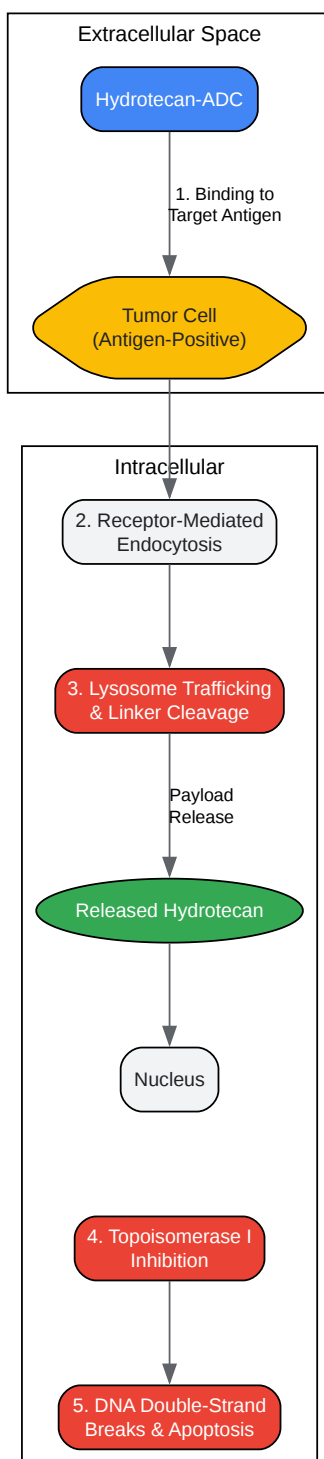 Extracellular Space
Hydrotecan-ADC
1. Binding to
Target Antigen
Tumor Cell
(Antigen-Positive)
Intracellular
2. Receptor-Mediated
Endocytosis
3. Lysosome Trafficking
& Linker Cleavage
Payload
Release
Released Hydrotecan
Nucleus
4. Topoisomerase I
Inhibition
5. DNA Double-Strand
Breaks & Apoptosis